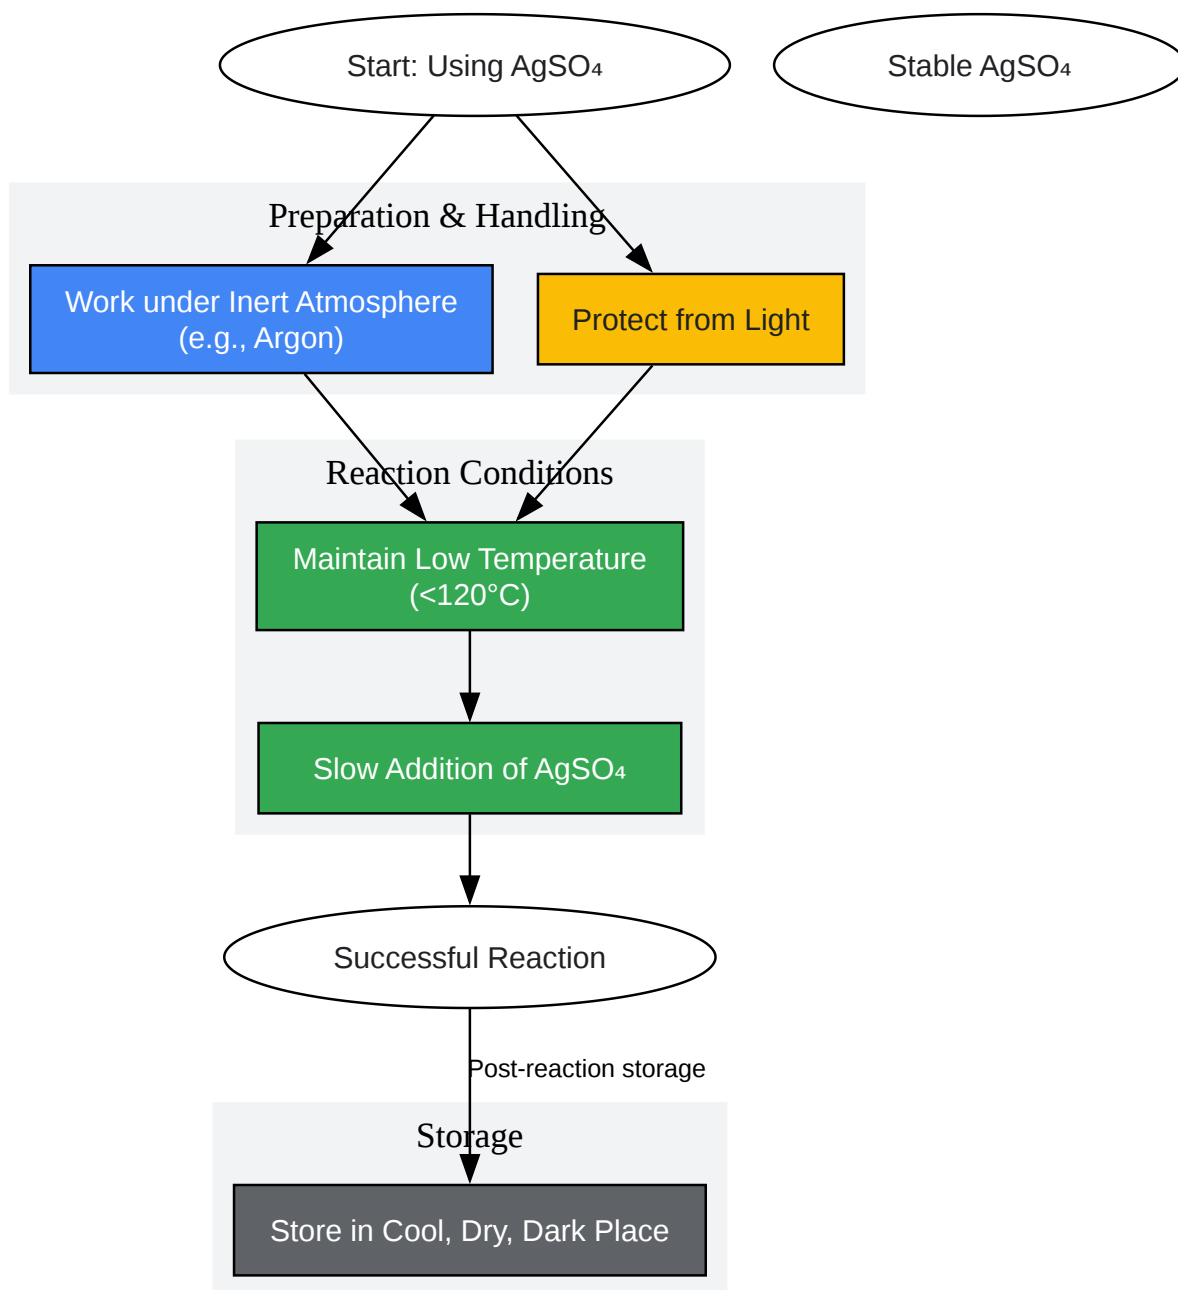 Start: Using AgSO₄
Stable AgSO₄
Preparation & Handling
Work under Inert Atmosphere
(e.g., Argon)
Protect from Light
Reaction Conditions
Maintain Low Temperature
(<120°C)
Slow Addition of AgSO₄
Successful Reaction
Post-reaction storage
Storage
Store in Cool, Dry, Dark Place